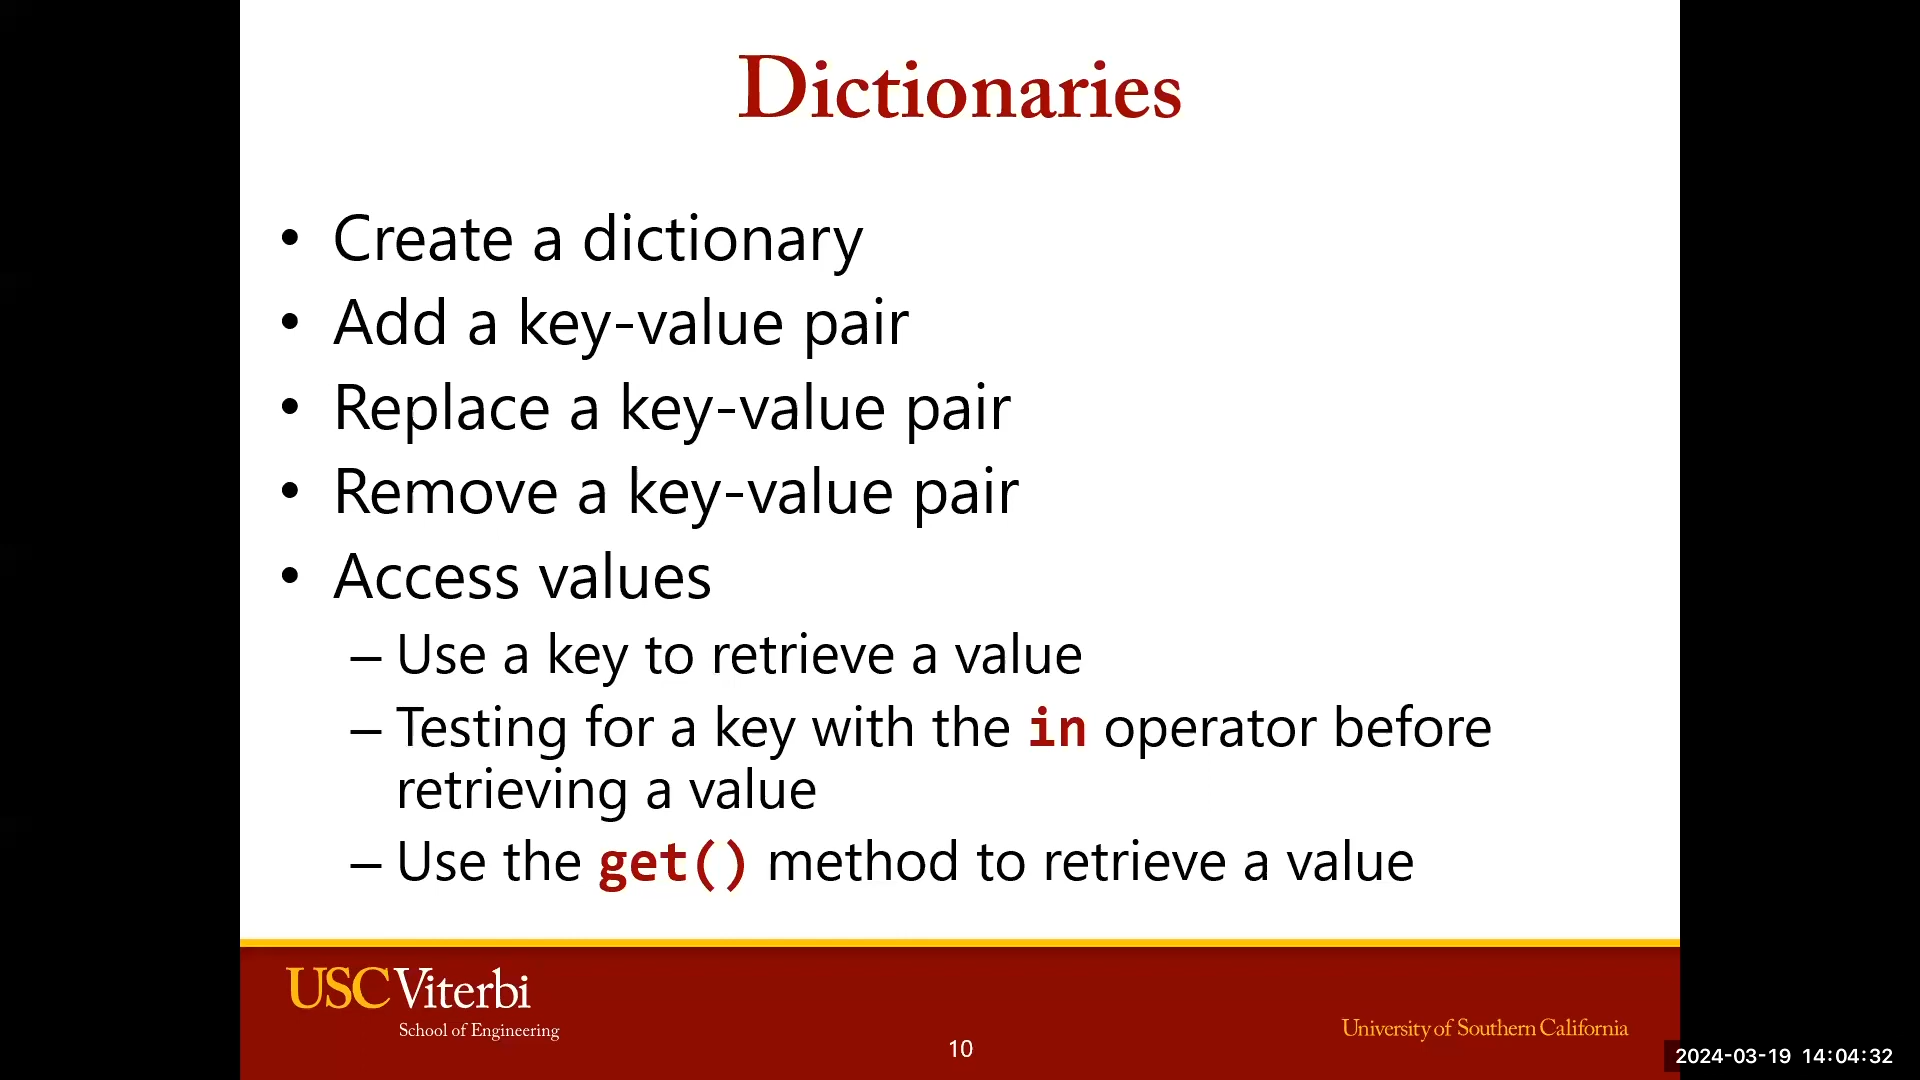 Dictionaries
• Create a dictionary
• Add a key-value pair
• Replace a key-value pair
• Remove a key-value pair
• Access values
– Use a key to retrieve a value
– Testing for a key with the in operator before
retrieving a value
– Use the get() method to retrieve a value
USC Viterbi
School of Engineering
10
University of Southern California
2024-03-19 14:04:32